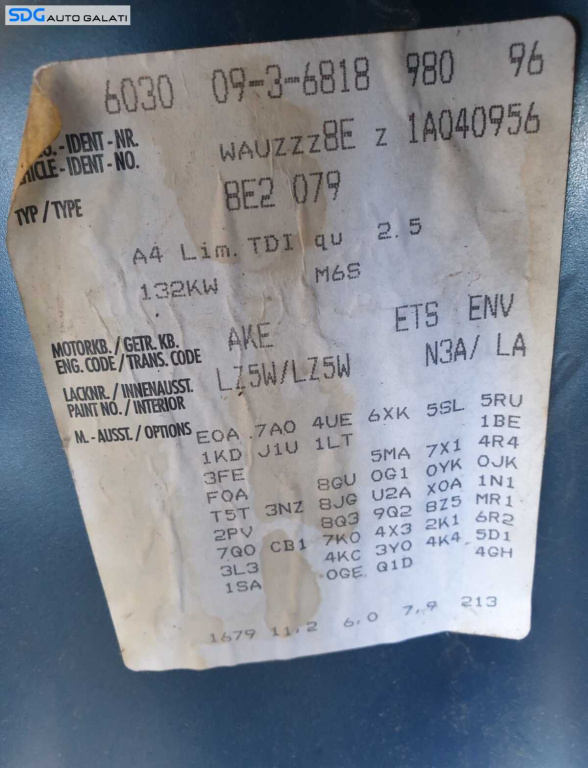 SDG AUTO GALATI
6030 09-3-6818 980 96
.-IDENT-NR.
HICLE-IDENT-NO.
WAUZZZ8E Z 1A040956
TYP / TYPE
8E2 079
A4 Lim. TDI qu 2.5
132KW M6S
MOTORKB. / GETR. KB.
ENG. CODE / TRANS. CODE
AKE ETS ENV
LACKNR. / INNENAUSST.
PAINT NO. / INTERIOR
LZ5W/LZ5W N3A/ LA
M. - AUSST. / OPTIONS
E0A 7A0 4UE 6XK 5SL 5RU
1KD J1U 1LT 1BE
3FE 5MA 7X1 4R4
F0A 8GU 0G1 0YK 0JK
T5T 3NZ 8JG U2A X0A 1N1
2PV 8Q3 9Q2 8Z5 MR1
7Q0 CB1 7K0 4X3 2K1 6R2
3L3 4KC 3Y0 4K4 5D1
1SA 0GE Q1D 4GH
1679 11,2 6,0 7,9 213